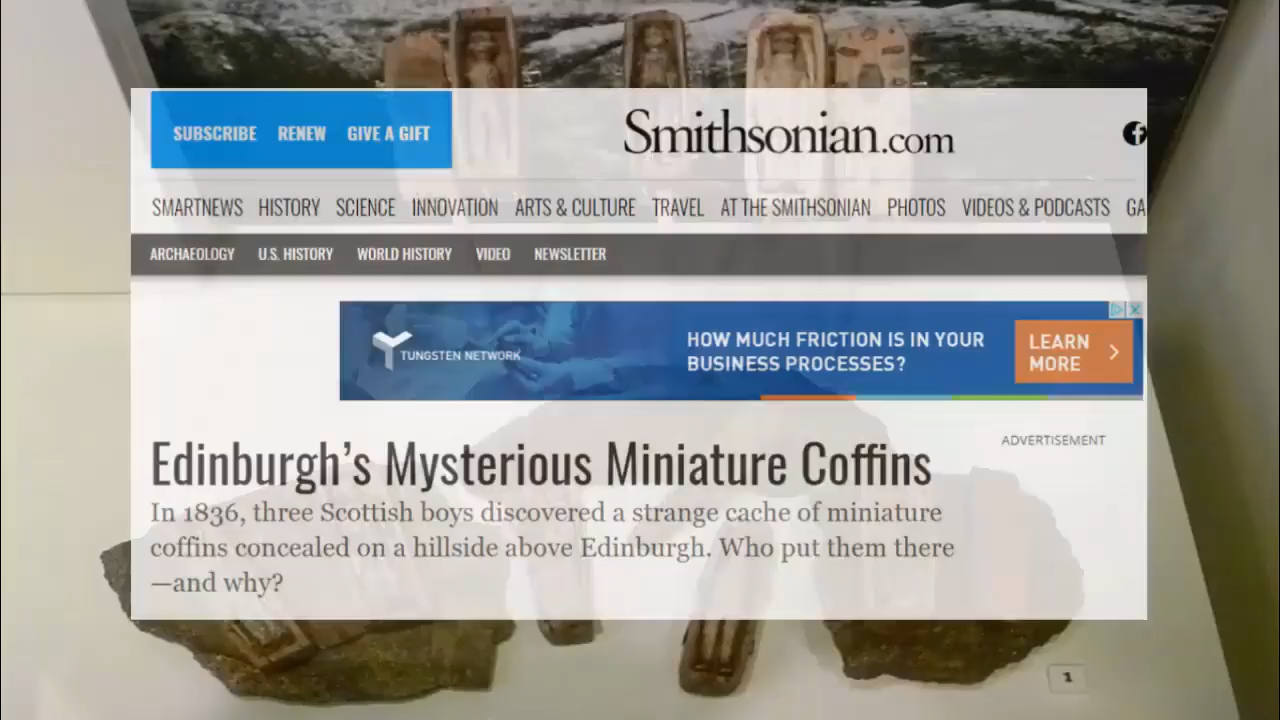 SUBSCRIBE RENEW GIVE A GIFT
Smithsonian.com
SMARTNEWS HISTORY SCIENCE INNOVATION ARTS & CULTURE TRAVEL AT THE SMITHSONIAN PHOTOS VIDEOS & PODCASTS GA
ARCHAEOLOGY U.S. HISTORY WORLD HISTORY VIDEO NEWSLETTER
TUNGSTEN NETWORK
HOW MUCH FRICTION IS IN YOUR
BUSINESS PROCESSES?
LEARN
MORE
ADVERTISEMENT
Edinburgh's Mysterious Miniature Coffins
In 1836, three Scottish boys discovered a strange cache of miniature
coffins concealed on a hillside above Edinburgh. Who put them there
—and why?
1